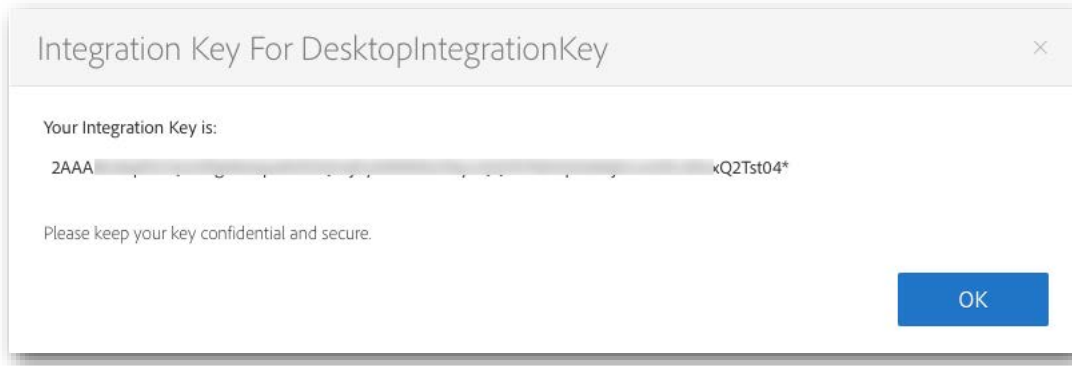 Integration Key For DesktopIntegrationKey
Your Integration Key is:
2AAA xQ2Tst04*
Please keep your key confidential and secure.
OK